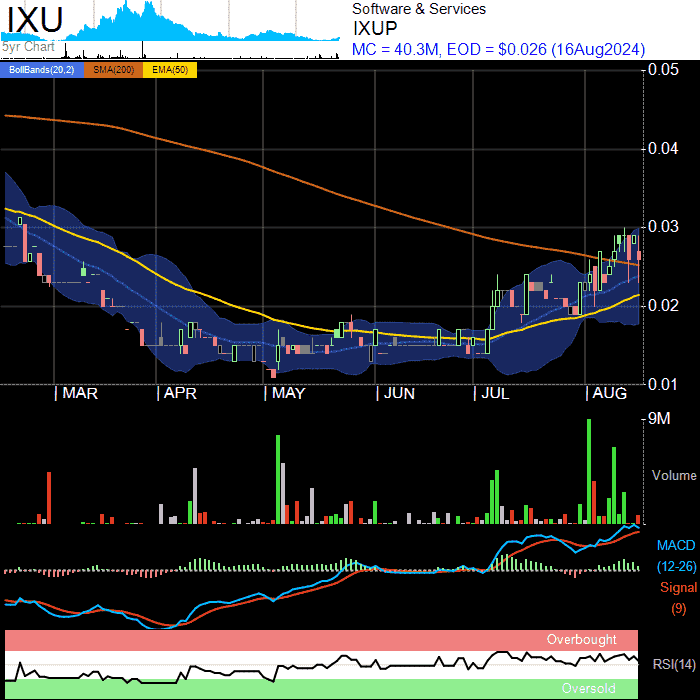 IXU
5yr Chart
Software & Services
IXUP
MC = 40.3M, EOD = $0.026 (16Aug2024)
BollBands(20,2) SMA(200) EMA(50)
0.05
0.04
0.03
0.02
0.01
| MAR | APR | MAY | JUN | JUL | AUG
9M
Volume
MACD
(12-26)
Signal
(9)
Overbought
RSI(14)
Oversold